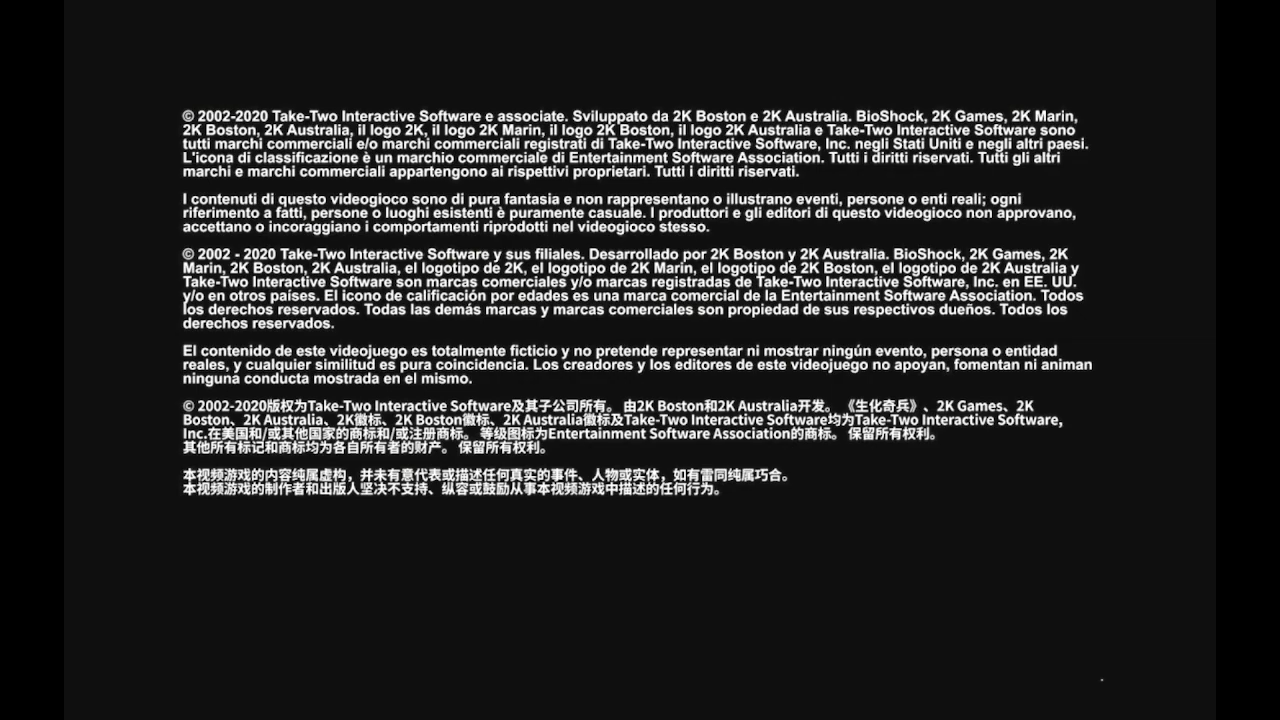 © 2002-2020 Take-Two Interactive Software e associate. Sviluppato da 2K Boston e 2K Australia. BioShock, 2K Games, 2K Marin,
2K Boston, 2K Australia, il logo 2K, il logo 2K Marin, il logo 2K Boston, il logo 2K Australia e Take-Two Interactive Software sono
tutti marchi commerciali e/o marchi commerciali registrati di Take-Two Interactive Software, Inc. negli Stati Uniti e negli altri paesi.
L'icona di classificazione è un marchio commerciale di Entertainment Software Association. Tutti i diritti riservati. Tutti gli altri
marchi e marchi commerciali appartengono ai rispettivi proprietari. Tutti i diritti riservati.
I contenuti di questo videogioco sono di pura fantasia e non rappresentano o illustrano eventi, persone o enti reali; ogni
riferimento a fatti, persone o luoghi esistenti è puramente casuale. I produttori e gli editori di questo videogioco non approvano,
accettano o incoraggiano i comportamenti riprodotti nel videogioco stesso.
© 2002 - 2020 Take-Two Interactive Software y sus filiales. Desarrollado por 2K Boston y 2K Australia. BioShock, 2K Games, 2K
Marin, 2K Boston, 2K Australia, el logotipo de 2K, el logotipo de 2K Marin, el logotipo de 2K Boston, el logotipo de 2K Australia y
Take-Two Interactive Software son marcas comerciales y/o marcas registradas de Take-Two Interactive Software, Inc. en EE. UU.
y/o en otros países. El icono de calificación por edades es una marca comercial de la Entertainment Software Association. Todos
los derechos reservados. Todas las demás marcas y marcas comerciales son propiedad de sus respectivos dueños. Todos los
derechos reservados.
El contenido de este videojuego es totalmente ficticio y no pretende representar ni mostrar ningún evento, persona o entidad
reales, y cualquier similitud es pura coincidencia. Los creadores y los editores de este videojuego no apoyan, fomentan ni animan
ninguna conducta mostrada en el mismo.
© 2002-2020版权为Take-Two Interactive Software及其子公司所有。 由2K Boston和2K Australia开发。 《生化奇兵》、2K Games、2K
Boston、2K Australia、2K徽标、2K Boston徽标、2K Australia徽标及Take-Two Interactive Software均为Take-Two Interactive Software,
Inc.在美国和/或其他国家的商标和/或注册商标。 等级图标为Entertainment Software Association的商标。 保留所有权利。
其他所有标记和商标均为各自所有者的财产。 保留所有权利。
本视频游戏的内容纯属虚构，并未有意代表或描述任何真实的事件、人物或实体，如有雷同纯属巧合。
本视频游戏的制作者和出版人坚决不支持、纵容或鼓励从事本视频游戏中描述的任何行为。